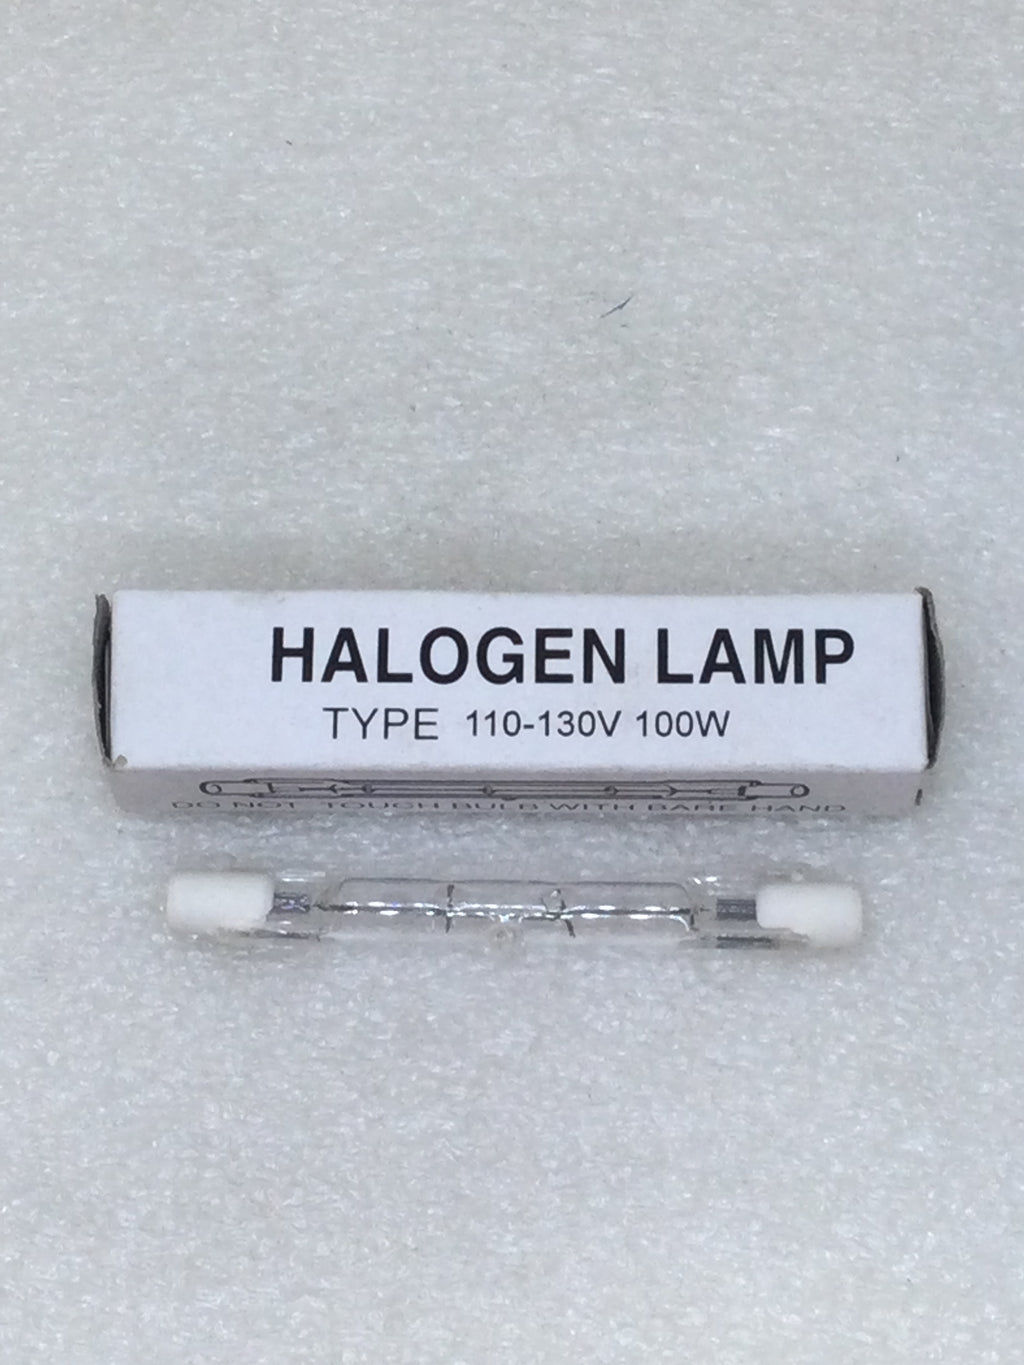 HALOGEN LAMP
TYPE 110-130V 100W
DO NOT TOUCH BULB WITH BARE HAND